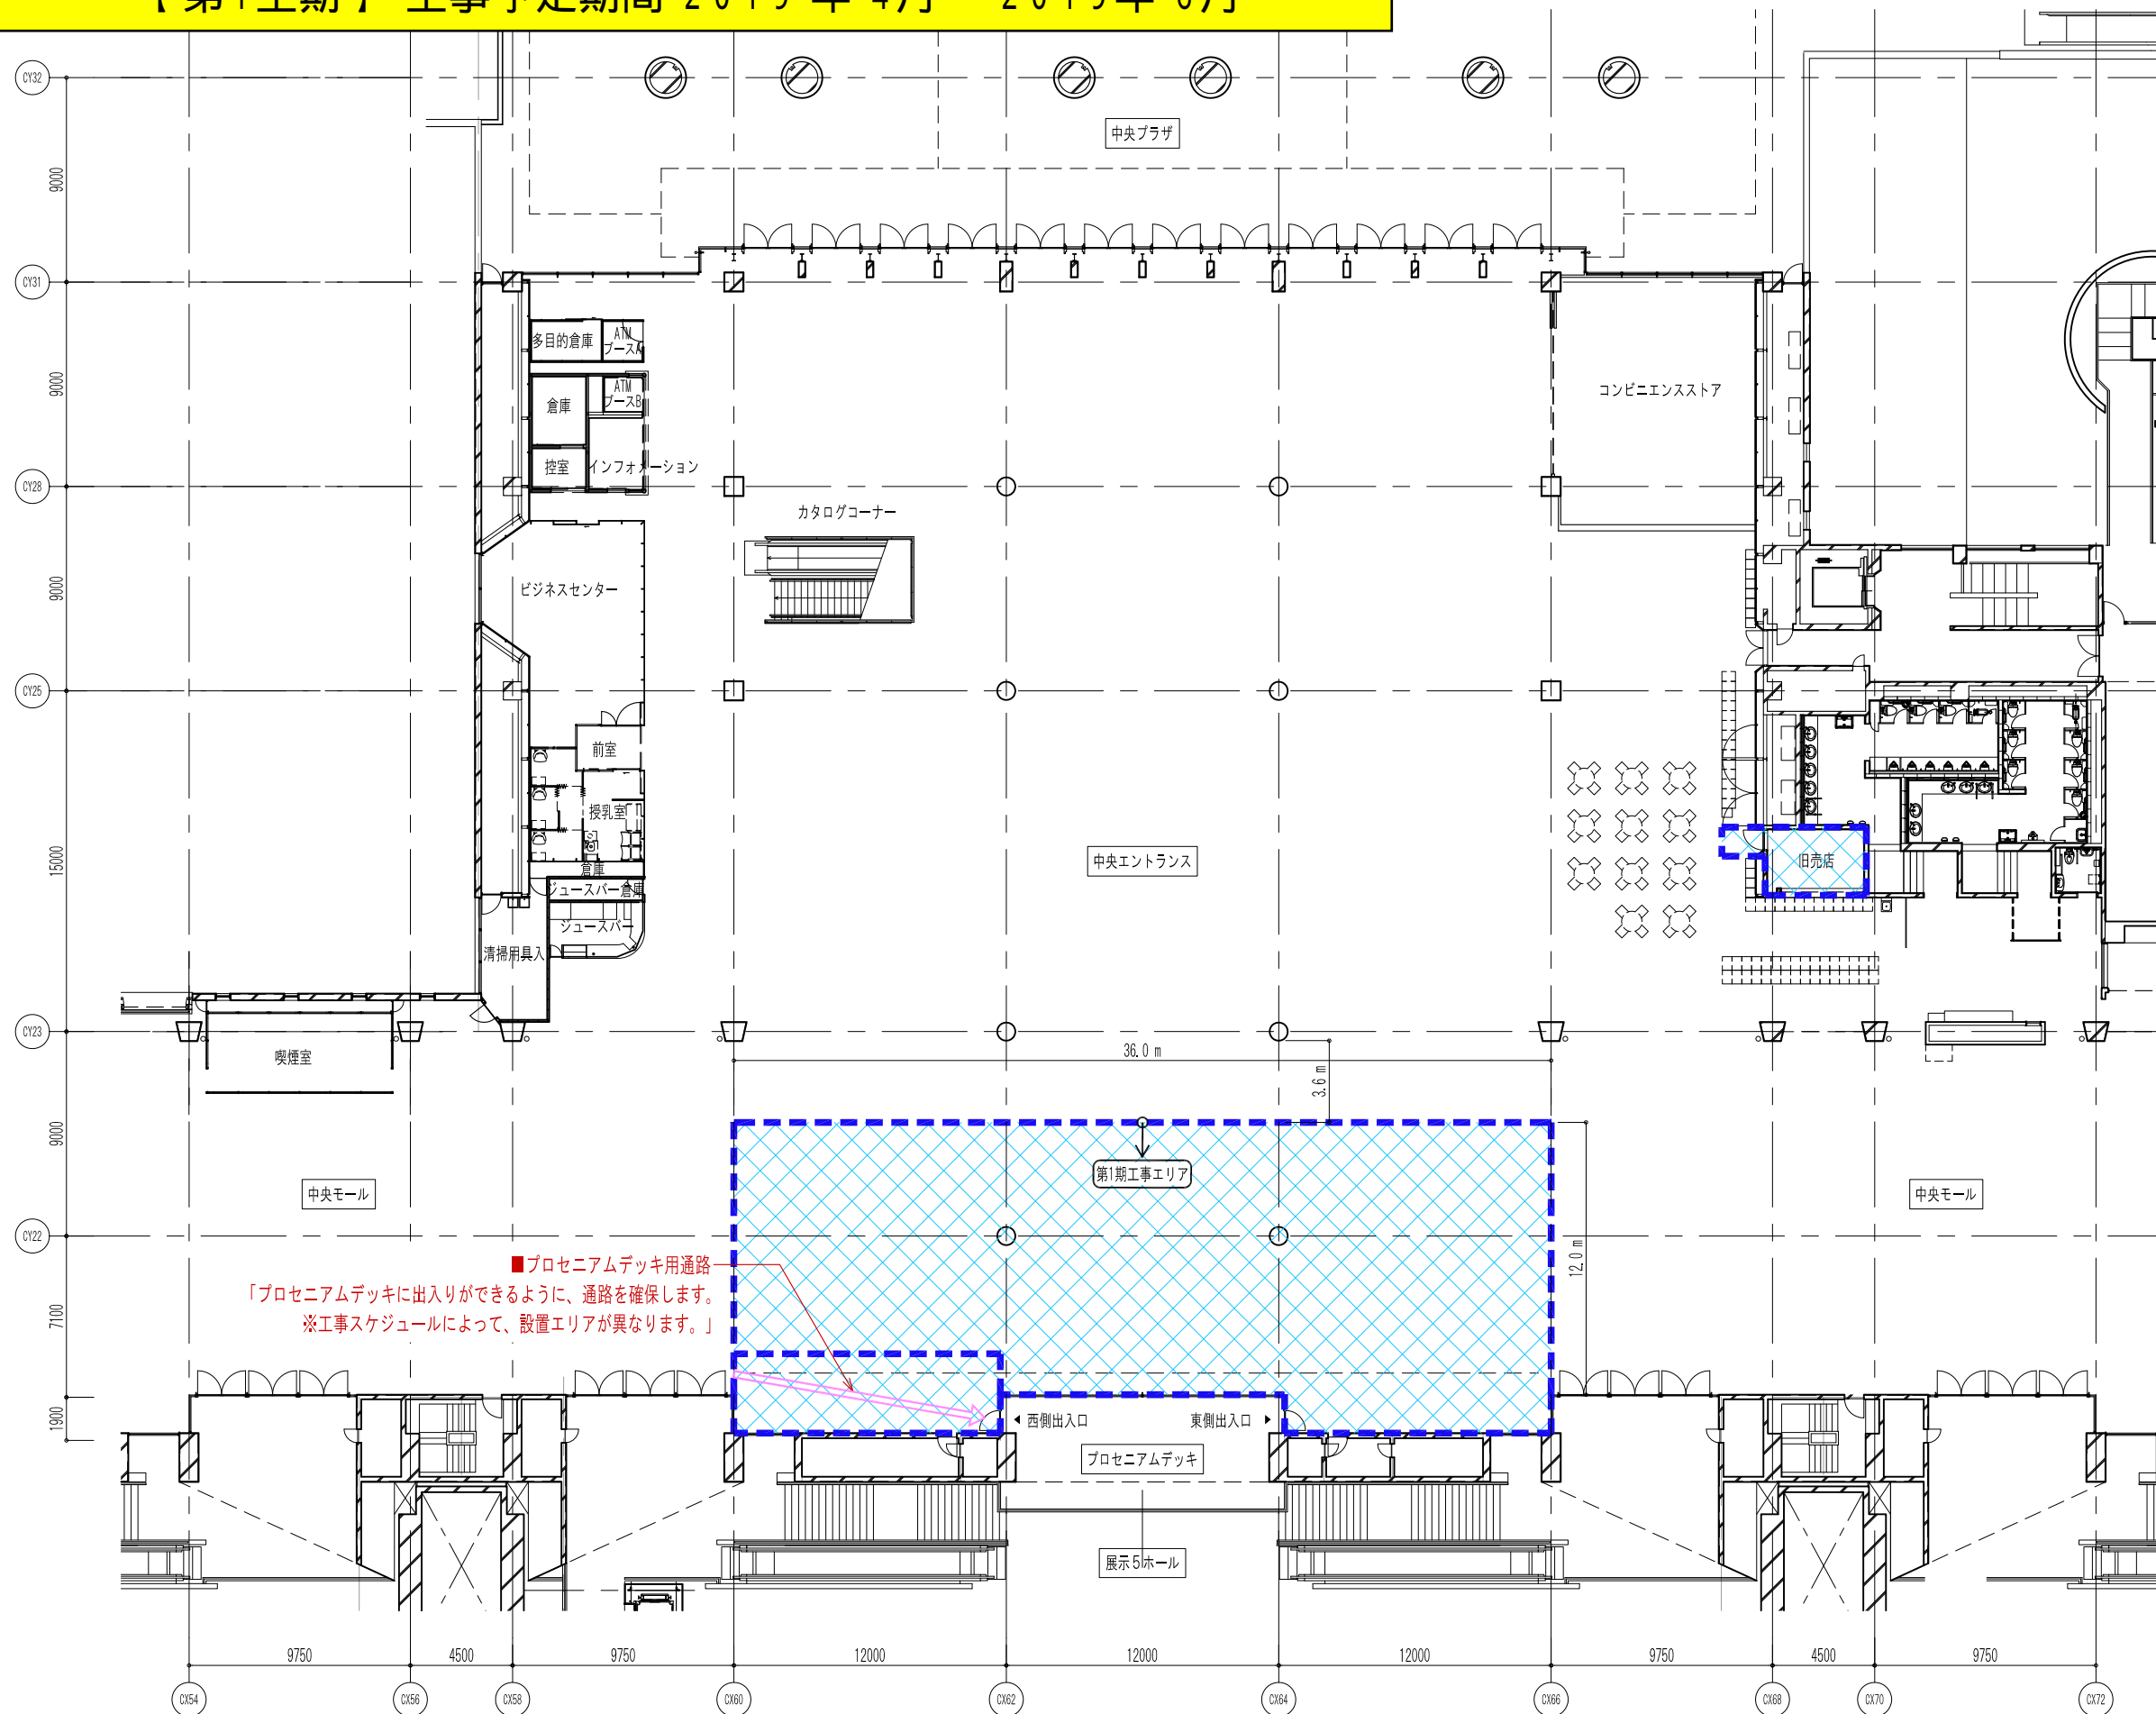 CY32
中央プラザ
9000
CY31
多目的倉庫
ATM
ブースA
9000
ATM
ブースB
倉庫
コンビニエンスストア
控室
インフォメーション
CY28
カタログコーナー
9000
ビジネスセンター
CY25
前室
授乳室
15000
中央エントランス
旧売店
倉庫
ジュースバー倉庫
ジュースバー
清掃用具入
CY23
喫煙室
36.0 m
3.6 m
9000
第1期工事エリア
中央モール
中央モール
CY22
12.0 m
■プロセニアムデッキ用通路
「プロセニアムデッキに出入りができるように、通路を確保します。
※工事スケジュールによって、設置エリアが異なります。」
7100
1900
西側出入口
東側出入口
プロセニアムデッキ
展示5ホール
9750
4500
9750
12000
12000
12000
9750
4500
9750
CX54
CX56
CX58
CX60
CX62
CX64
CX66
CX68
CX70
CX72